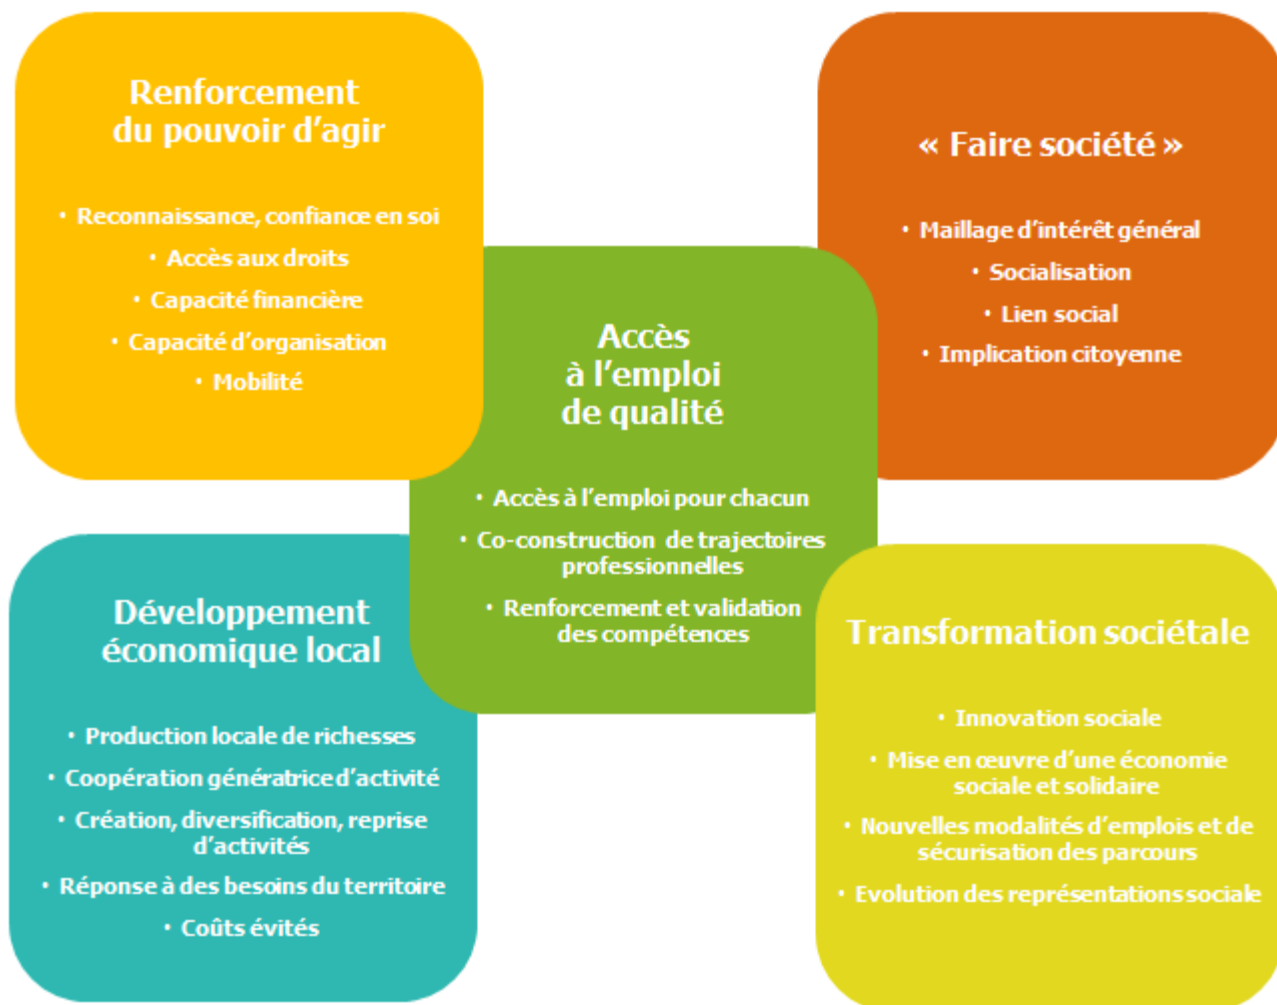 Renforcement
du pouvoir d'agir
• Reconnaissance, confiance en soi
• Accès aux droits
• Capacité financière
• Capacité d'organisation
• Mobilité
« Faire société »
• Maillage d'intérêt général
• Socialisation
• Lien social
• Implication citoyenne
Accès
à l'emploi
de qualité
• Accès à l'emploi pour chacun
• Co-construction de trajectoires
professionnelles
• Renforcement et validation
des compétences
Développement
économique local
• Production locale de richesses
• Coopération génératrice d'activité
• Création, diversification, reprise
d'activités
• Réponse à des besoins du territoire
• Coûts évités
Transformation sociétale
• Innovation sociale
• Mise en œuvre d'une économie
sociale et solidaire
• Nouvelles modalités d'emplois et de
sécurisation des parcours
• Evolution des représentations sociale